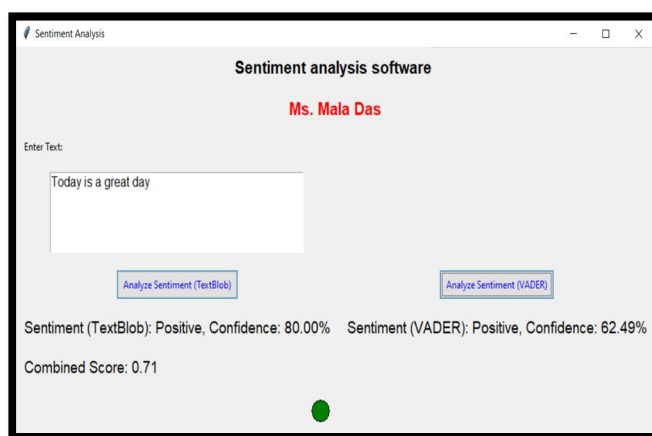 Sentiment Analysis
Sentiment analysis software
Ms. Mala Das
Enter Text:
Today is a great day
Analyze Sentiment (TextBlob)
Analyze Sentiment (VADER)
Sentiment (TextBlob): Positive, Confidence: 80.00%
Sentiment (VADER): Positive, Confidence: 62.49%
Combined Score: 0.71